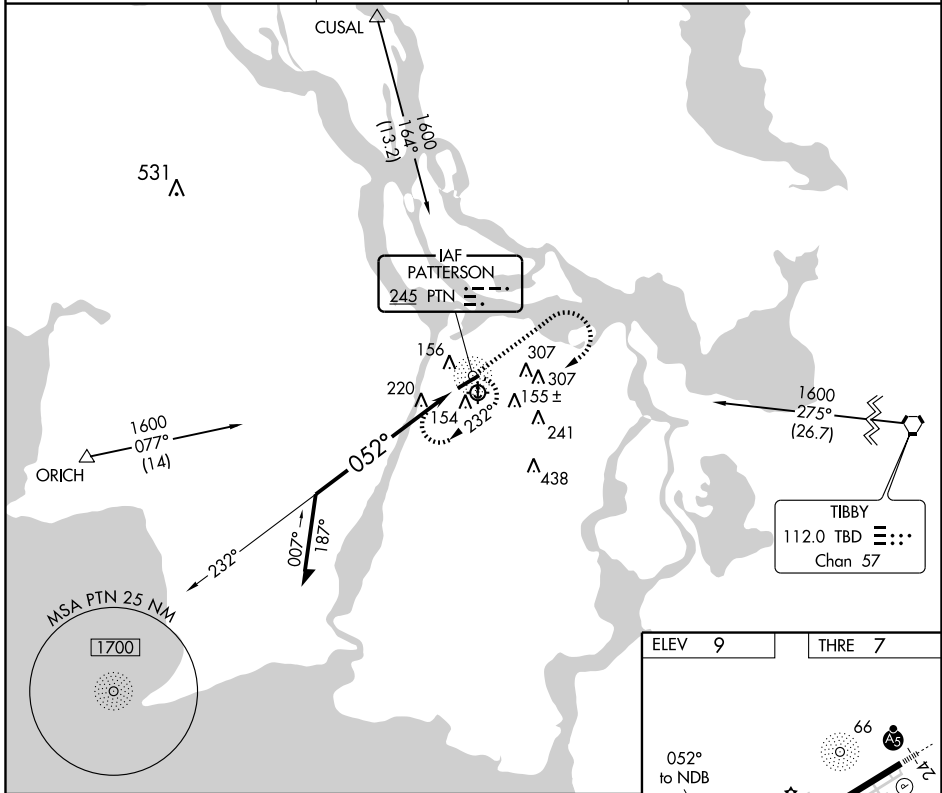 CUSAL
1600
164°
(13.2)
531
IAF
PATTERSON
245 PTN
156
307
307
220
154
232°
155 ±
241
438
1600
275°
(26.7)
1600
077°
(14)
ORICH
052°
232°
007°
187°
TIBBY
112.0 TBD
Chan 57
MSA PTN 25 NM
1700
ELEV 9
THRE 7
66
A5
052°
to NDB
24
P